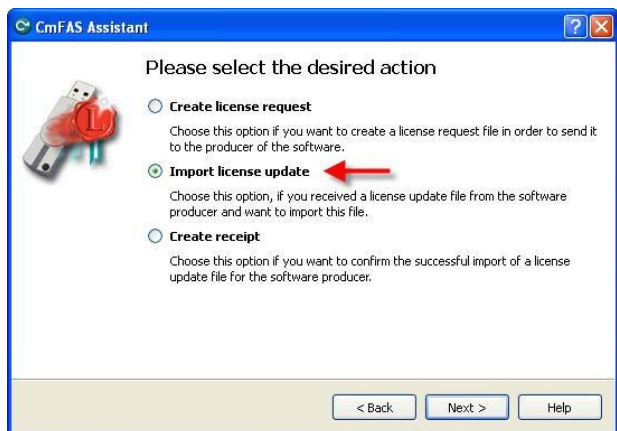 CmFAS Assistant
Please select the desired action
Create license request
Choose this option if you want to create a license request file in order to send it
to the producer of the software.
Import license update
Choose this option, if you received a license update file from the software
producer and want to import this file.
Create receipt
Choose this option if you want to confirm the successful import of a license
update file for the software producer.
< Back
Next >
Help